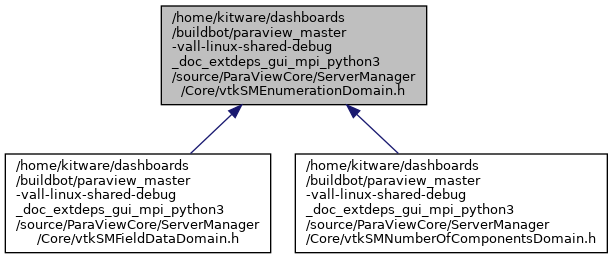 /home/kitware/dashboards
/buildbot/paraview_master
-vall-linux-shared-debug
_doc_extdeps_gui_mpi_python3
/source/ParaViewCore/ServerManager
/Core/vtkSMEnumerationDomain.h
/home/kitware/dashboards
/buildbot/paraview_master
-vall-linux-shared-debug
_doc_extdeps_gui_mpi_python3
/source/ParaViewCore/ServerManager
/Core/vtkSMFieldDataDomain.h
/home/kitware/dashboards
/buildbot/paraview_master
-vall-linux-shared-debug
_doc_extdeps_gui_mpi_python3
/source/ParaViewCore/ServerManager
/Core/vtkSMNumberOfComponentsDomain.h